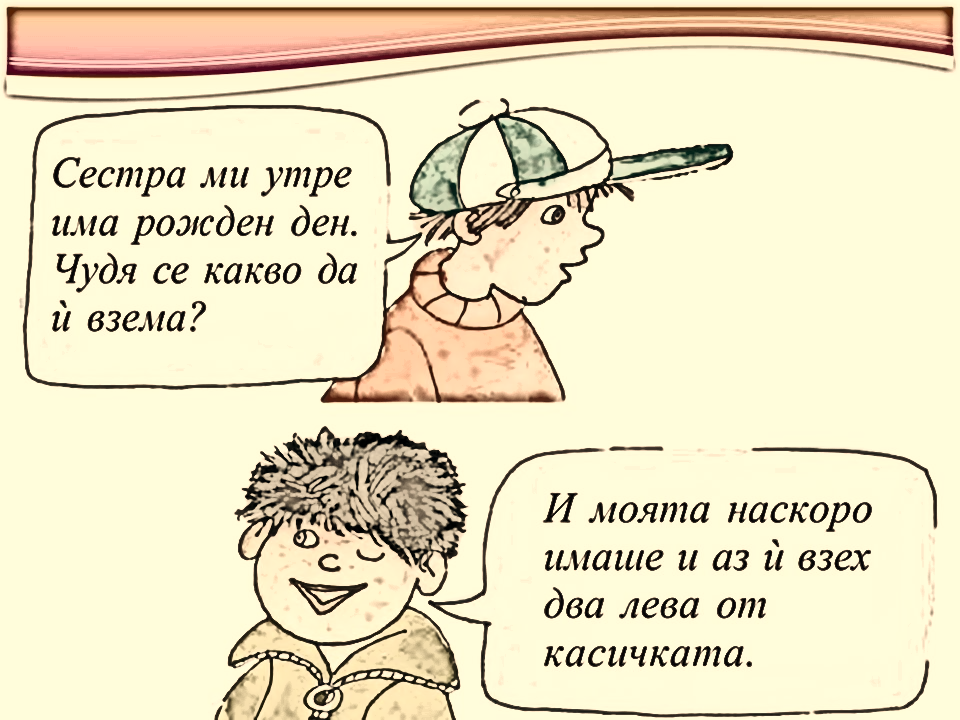 Сестра ми утре
има рожден ден.
Чудя се какво да
ѝ взема?
И моята наскоро
имаше и аз ѝ взех
два лева от
касичката.